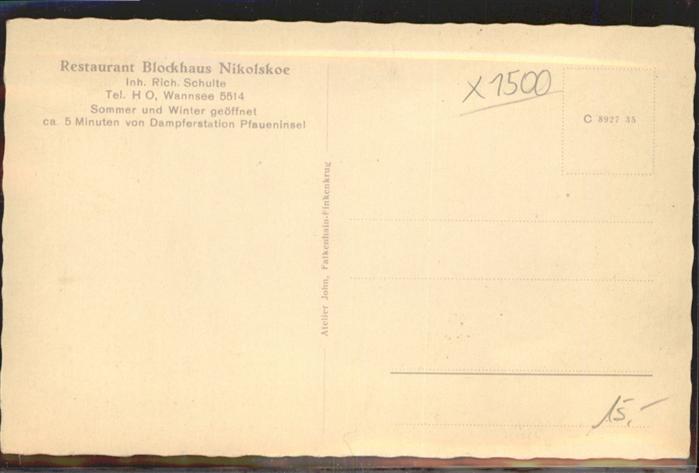 Restaurant Blockhaus Nikolskoe
Inh. Rich. Schulte
Tel. H O, Wannsee 5514
Sommer und Winter geöffnet
ca. 5 Minuten von Dampferstation Pfaueninsel
Atelier John, Falkenhain-Finkenkrug
X 1500
C 8927 35
15,-